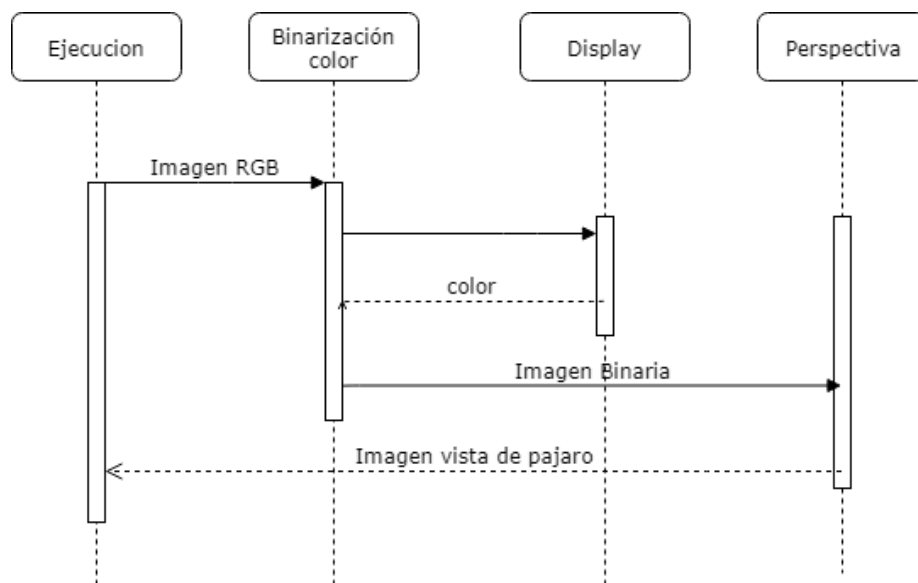 Ejecucion
Binarización
color
Display
Perspectiva
Imagen RGB
color
Imagen Binaria
Imagen vista de pajaro